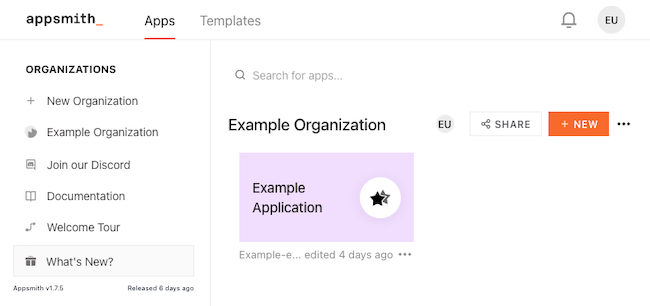 appsmith_
Apps
Templates
EU
ORGANIZATIONS
New Organization
Example Organization
Join our Discord
Documentation
Welcome Tour
What's New?
Appsmith v1.7.5
Released 6 days ago
Search for apps...
Example Organization
EU
SHARE
+ NEW
Example
Application
Example-e... edited 4 days ago